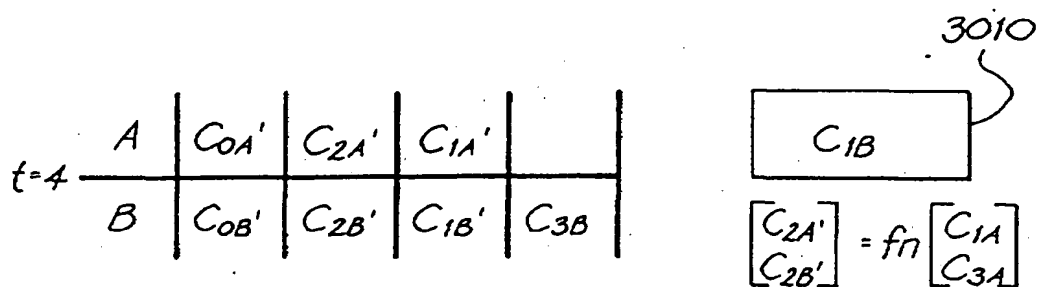 3010
A C0A' C2A' C1A'
t=4
B C0B' C2B' C1B' C3B
C1B
[C2A' C2B'] = fn [C1A C3A]